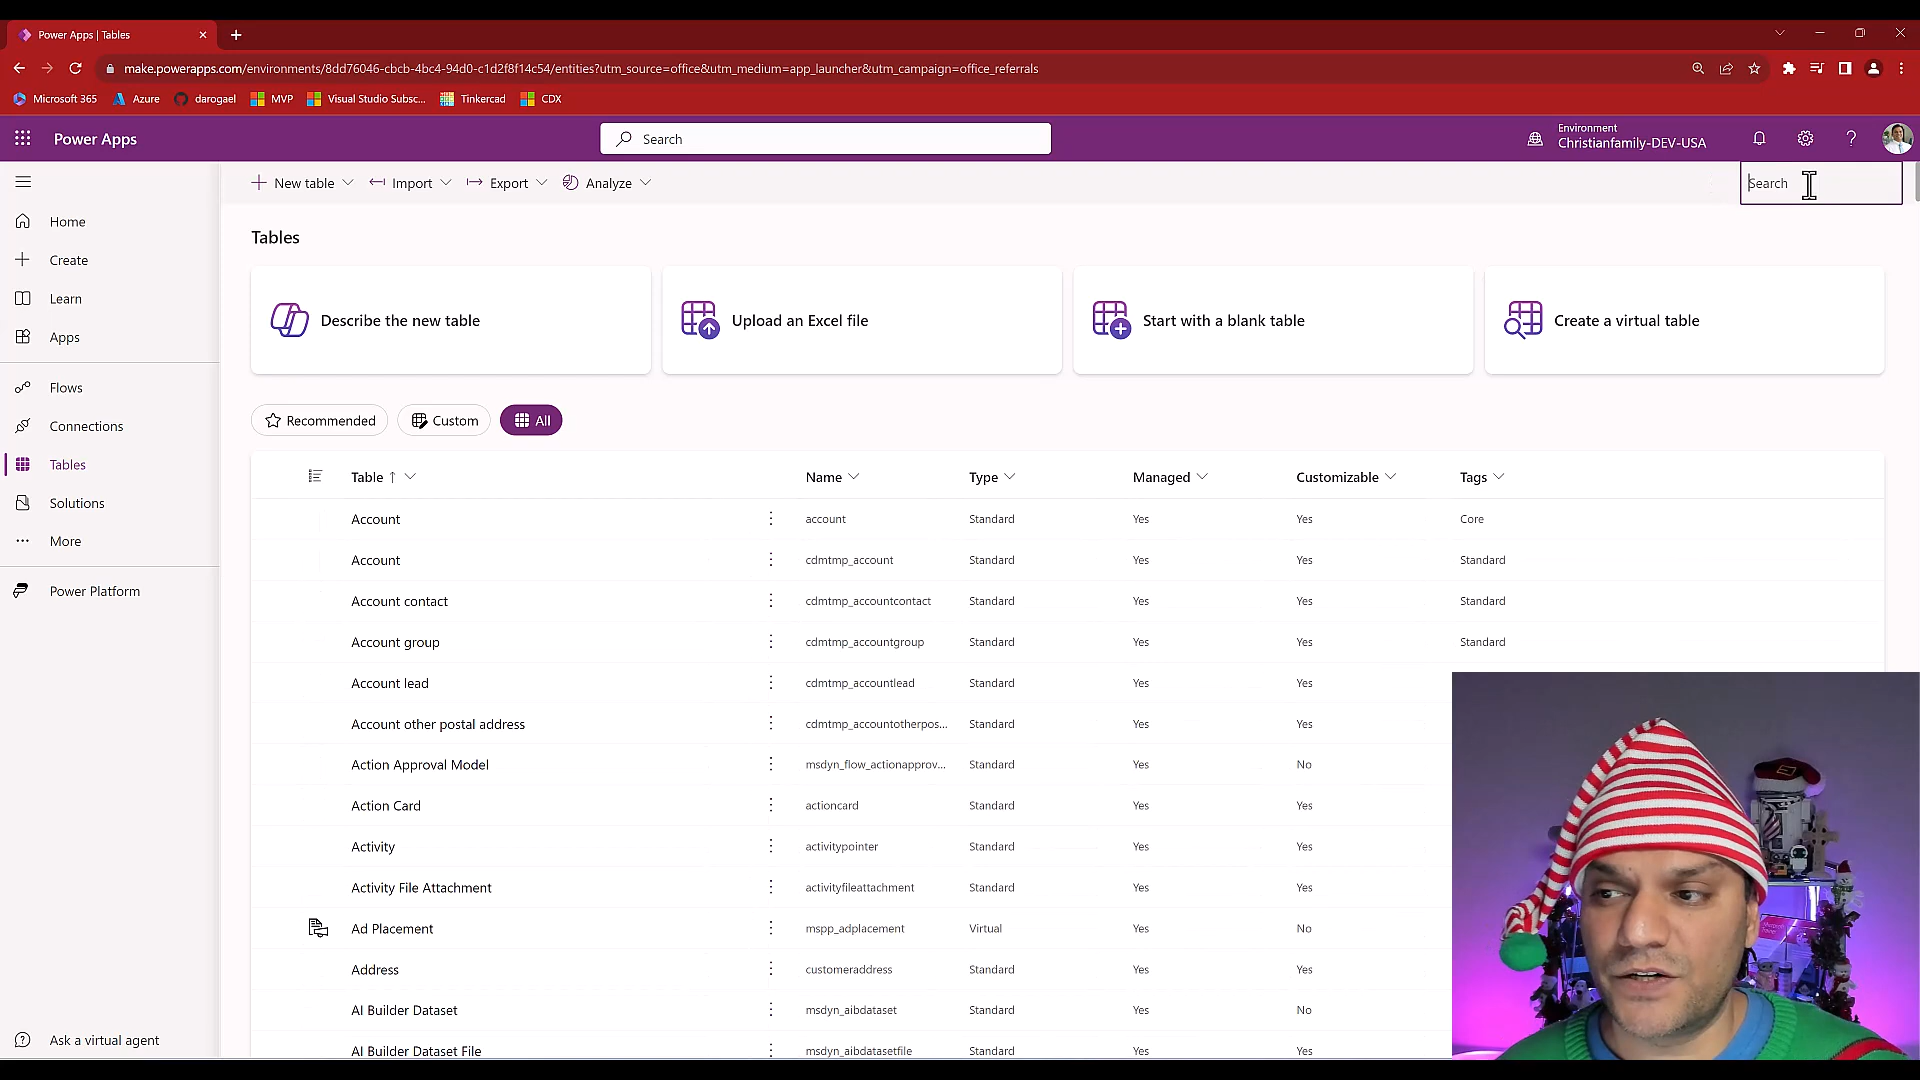 Power Apps | Tables
make.powerapps.com/environments/8dd76046-cbcb-4bc4-94d0-c1d2f8f14c54/entities?utm_source=office&utm_medium=app_launcher&utm_campaign=office_referrals
Microsoft 365 Azure darogael MVP Visual Studio Subsc... Tinkercad CDX
Power Apps
Search
Environment
Christianfamily-DEV-USA
New table Import Export Analyze
Search
Home
Create
Learn
Apps
Flows
Connections
Tables
Solutions
More
Power Platform
Ask a virtual agent
Tables
Describe the new table
Upload an Excel file
Start with a blank table
Create a virtual table
Recommended Custom All
Table ↑ Name Type Managed Customizable Tags
Account account Standard Yes Yes Core
Account cdmtmp_account Standard Yes Yes Standard
Account contact cdmtmp_accountcontact Standard Yes Yes Standard
Account group cdmtmp_accountgroup Standard Yes Yes Standard
Account lead cdmtmp_accountlead Standard Yes Yes
Account other postal address cdmtmp_accountotherpos... Standard Yes Yes
Action Approval Model msdyn_flow_actionapprov... Standard Yes No
Action Card actioncard Standard Yes Yes
Activity activitypointer Standard Yes Yes
Activity File Attachment activityfileattachment Standard Yes Yes
Ad Placement mspp_adplacement Virtual Yes No
Address customeraddress Standard Yes Yes
AI Builder Dataset msdyn_aibdataset Standard Yes No
AI Builder Dataset File msdyn_aibdatasetfile Standard Yes Yes